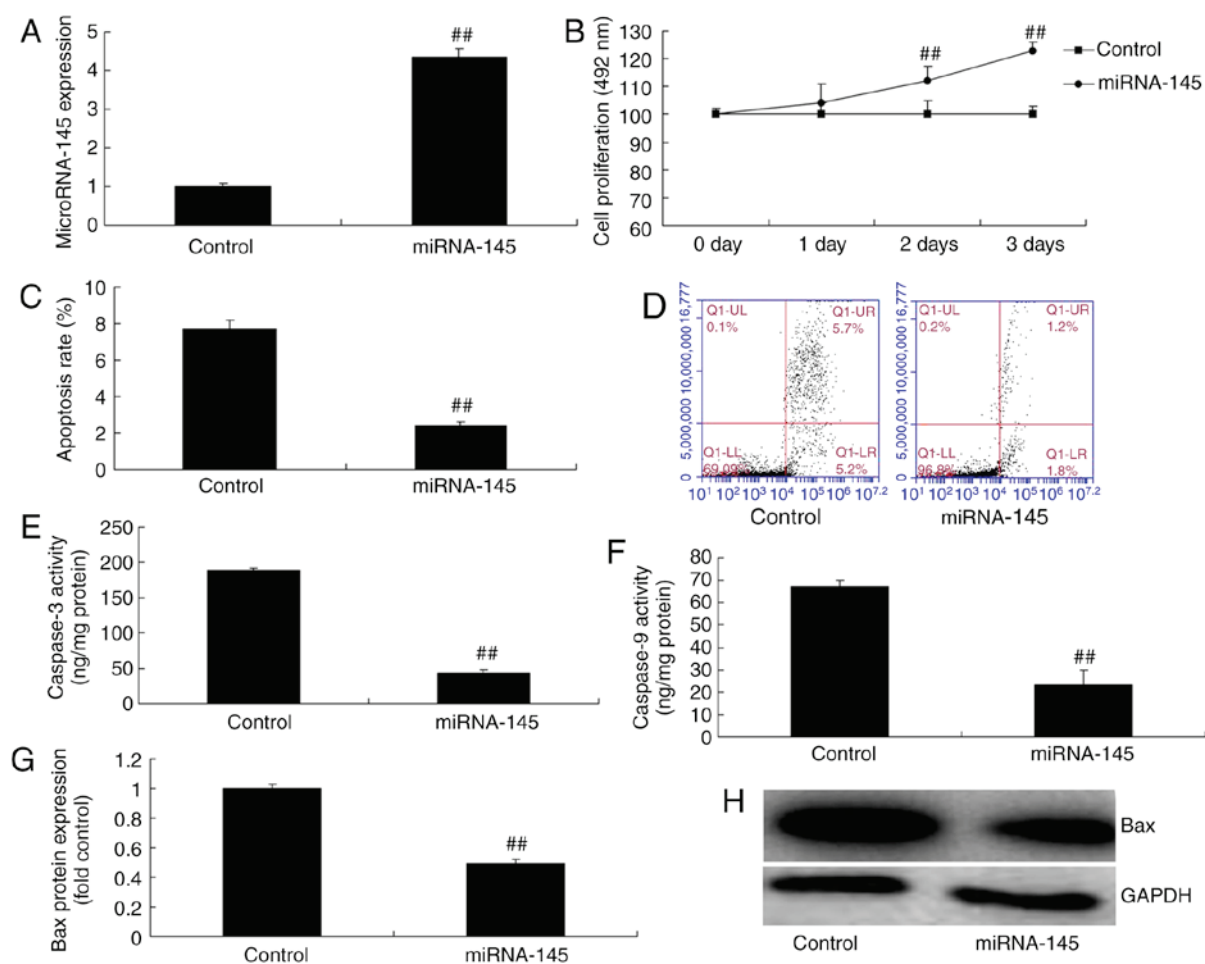 A
MicroRNA-145 expression
5
4
3
2
1
0
##
Control
miRNA-145
B
Cell proliferation (492 nm)
130
120
110
100
90
80
70
60
##
##
0 day
1 day
2 days
3 days
Control
miRNA-145
C
Apoptosis rate (%)
10
8
6
4
2
0
##
Control
miRNA-145
D
0 5,000,000 10,000,000 16,777
Q1-UL
0.1%
Q1-UR
5.7%
Q1-LL
69.09%
Q1-LR
5.2%
10¹ 10² 10³ 10⁴ 10⁵ 10⁶ 10⁷·²
Control
0 5,000,000 10,000,000 16,777
Q1-UL
0.2%
Q1-UR
1.2%
Q1-LL
96.8%
Q1-LR
1.8%
10¹ 10² 10³ 10⁴ 10⁵ 10⁶ 10⁷·²
miRNA-145
E
Caspase-3 activity
(ng/mg protein)
250
200
150
100
50
0
##
Control
miRNA-145
F
Caspase-9 activity
(ng/mg protein)
80
70
60
50
40
30
20
10
0
##
Control
miRNA-145
G
Bax protein expression
(fold control)
1.2
1
0.8
0.6
0.4
0.2
0
##
Control
miRNA-145
H
Bax
GAPDH
Control
miRNA-145